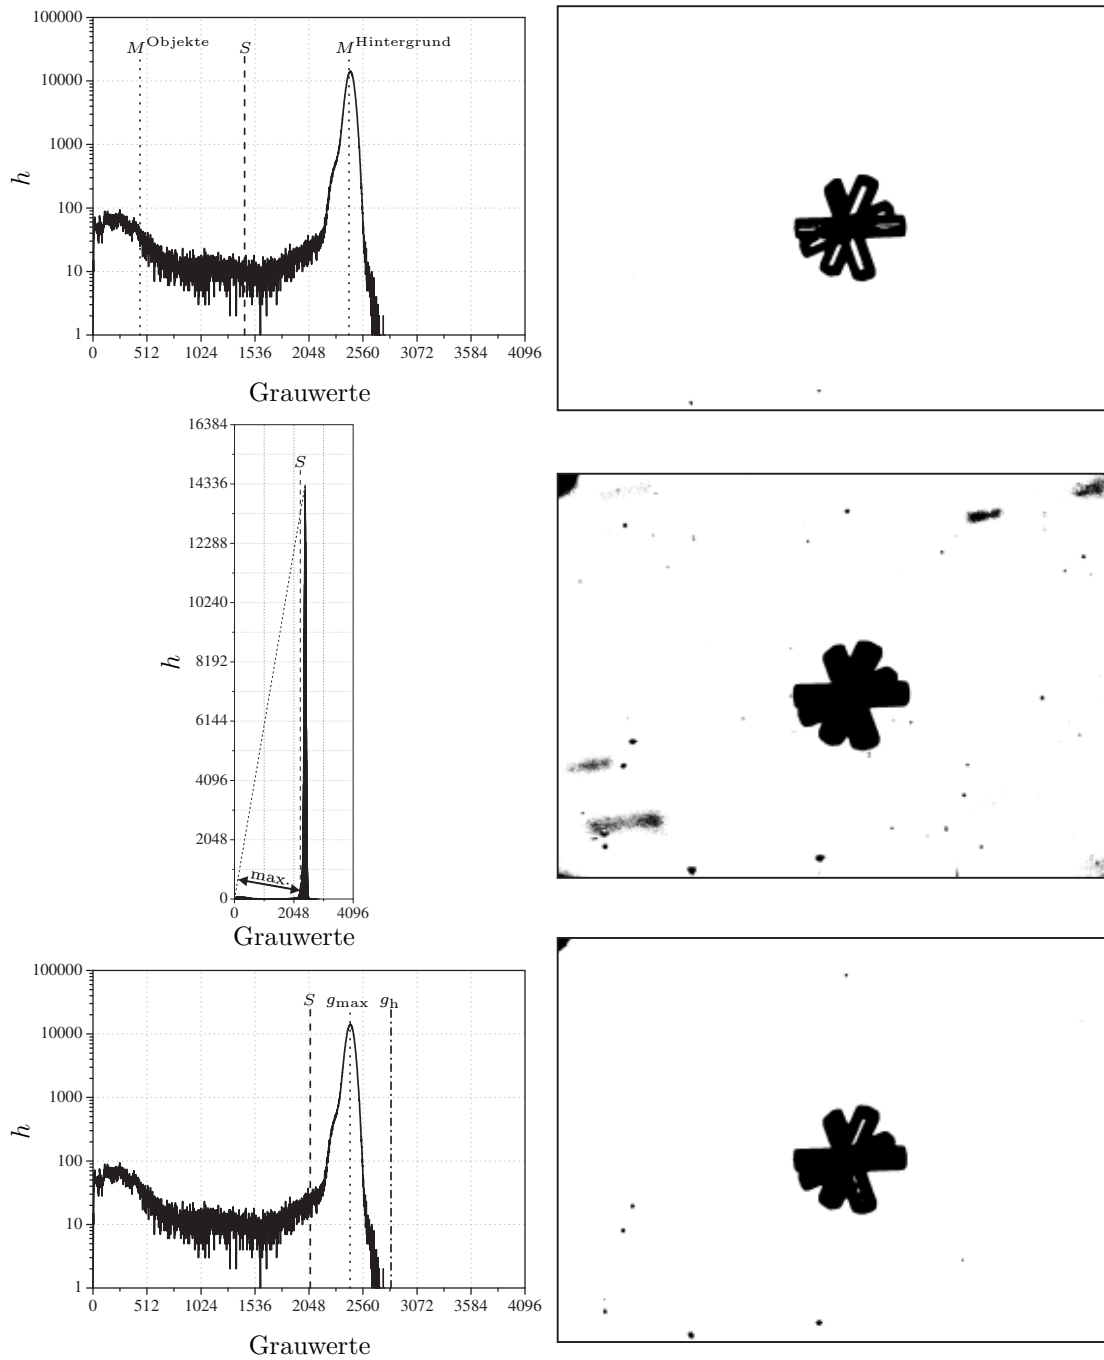 100000
M^Objekte S M^Hintergrund
10000
1000
h
100
10
1
0 512 1024 1536 2048 2560 3072 3584 4096
Grauwerte
16384
S
14336
12288
10240
h
8192
6144
4096
2048
max.
0
0 2048 4096
Grauwerte
100000
S g_max g_h
10000
1000
h
100
10
1
0 512 1024 1536 2048 2560 3072 3584 4096
Grauwerte